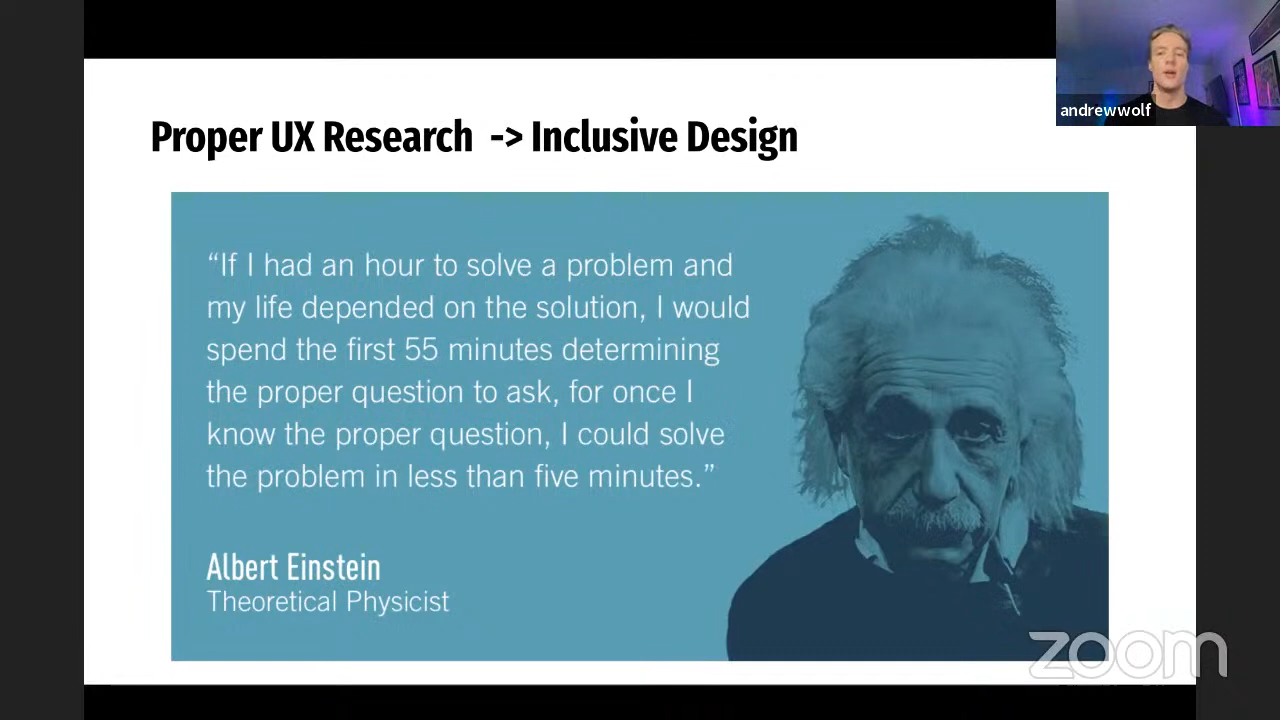 andrewwolf
Proper UX Research -> Inclusive Design
“If I had an hour to solve a problem and
my life depended on the solution, I would
spend the first 55 minutes determining
the proper question to ask, for once I
know the proper question, I could solve
the problem in less than five minutes.”
Albert Einstein
Theoretical Physicist
zoom